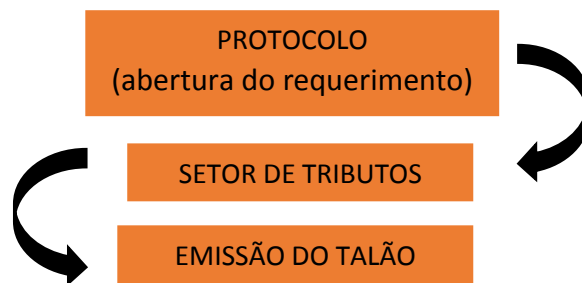 PROTOCOLO
(abertura do requerimento)
SETOR DE TRIBUTOS
EMISSÃO DO TALÃO